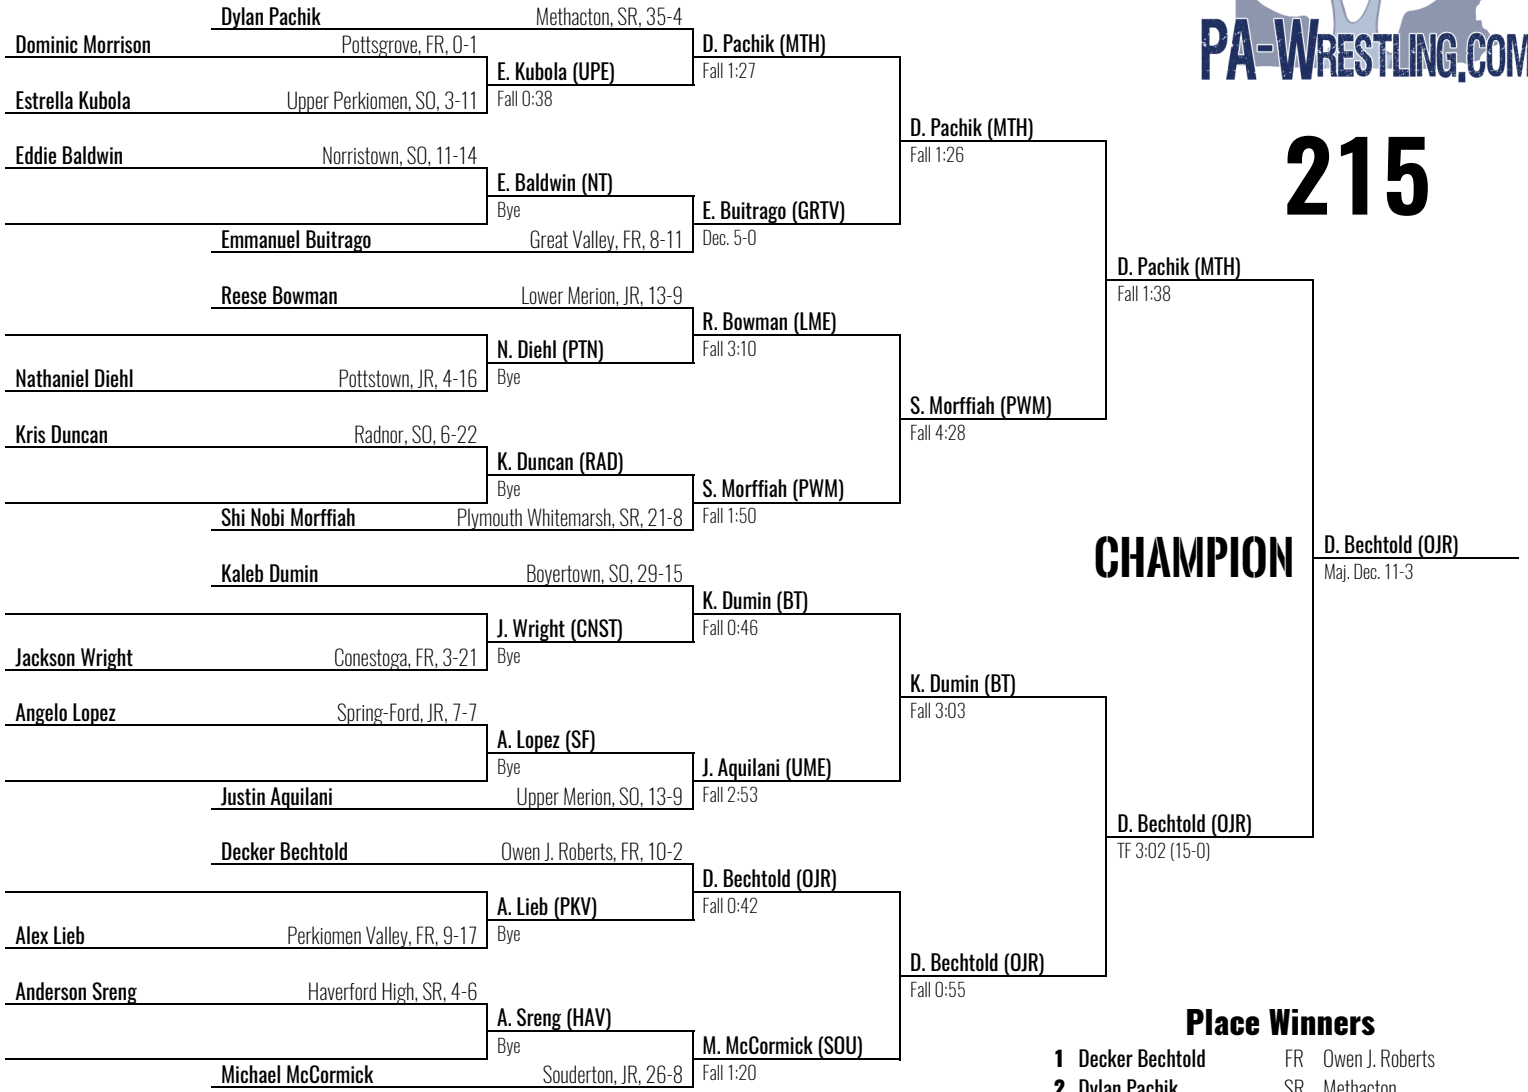 PA-WRESTLING.COM
215
Dylan Pachik Methacton, SR, 35-4
Dominic Morrison Pottsgrove, FR, 0-1
D. Pachik (MTH)
E. Kubola (UPE)
Fall 1:27
Estrella Kubola Upper Perkiomen, SO, 3-11
Fall 0:38
D. Pachik (MTH)
Fall 1:26
Eddie Baldwin Norristown, SO, 11-14
E. Baldwin (NT)
Bye
E. Buitrago (GRTV)
Emmanuel Buitrago Great Valley, FR, 8-11
Dec. 5-0
D. Pachik (MTH)
Fall 1:38
Reese Bowman Lower Merion, JR, 13-9
R. Bowman (LME)
N. Diehl (PTN)
Fall 3:10
Nathaniel Diehl Pottstown, JR, 4-16
Bye
S. Morffiah (PWM)
Fall 4:28
Kris Duncan Radnor, SO, 6-22
K. Duncan (RAD)
Bye
S. Morffiah (PWM)
Shi Nobi Morffiah Plymouth Whitemarsh, SR, 21-8
Fall 1:50
CHAMPION
D. Bechtold (OJR)
Maj. Dec. 11-3
Kaleb Dumin Boyertown, SO, 29-15
K. Dumin (BT)
J. Wright (CNST)
Fall 0:46
Jackson Wright Conestoga, FR, 3-21
Bye
K. Dumin (BT)
Fall 3:03
Angelo Lopez Spring-Ford, JR, 7-7
A. Lopez (SF)
Bye
J. Aquilani (UME)
Justin Aquilani Upper Merion, SO, 13-9
Fall 2:53
D. Bechtold (OJR)
TF 3:02 (15-0)
Decker Bechtold Owen J. Roberts, FR, 10-2
D. Bechtold (OJR)
A. Lieb (PKV)
Fall 0:42
Alex Lieb Perkiomen Valley, FR, 9-17
Bye
D. Bechtold (OJR)
Fall 0:55
Anderson Sreng Haverford High, SR, 4-6
A. Sreng (HAV)
Bye
M. McCormick (SOU)
Michael McCormick Souderton, JR, 26-8
Fall 1:20
Place Winners
1 Decker Bechtold FR Owen J. Roberts
2 Dylan Pachik SR Methacton